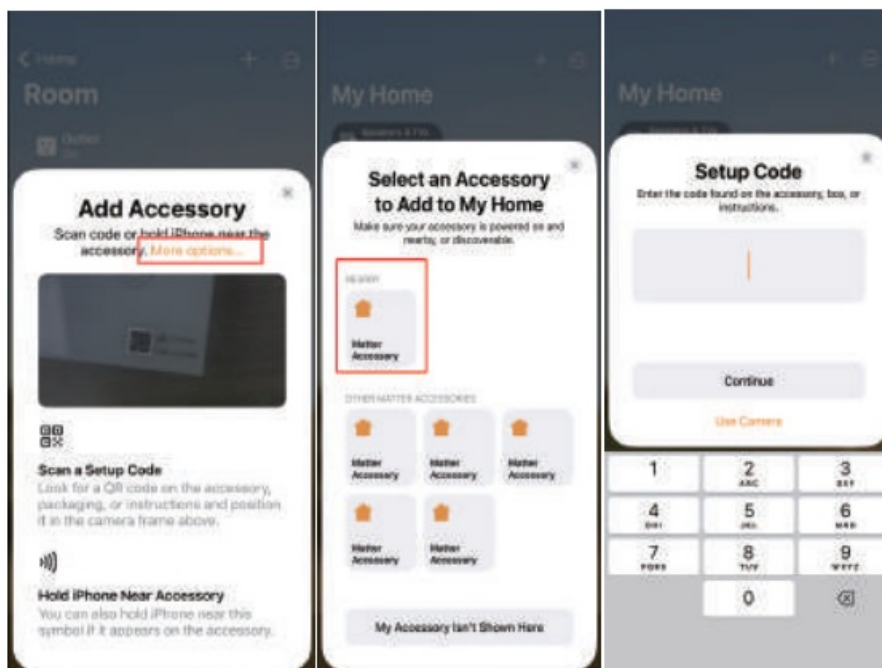 Home
Room
Outlet
Add Accessory
Scan code or hold iPhone near the
accessory. More options...
Scan a Setup Code
Look for a QR code on the accessory,
packaging, or instructions and position
it in the camera frame above.
Hold iPhone Near Accessory
You can also hold iPhone near this
symbol if it appears on the accessory.
My Home
Speakers & TVs
Select an Accessory
to Add to My Home
Make sure your accessory is powered on and
nearby, or discoverable.
NEARBY
Matter
Accessory
OTHER MATTER ACCESSORIES
Matter
Accessory
Matter
Accessory
Matter
Accessory
Matter
Accessory
Matter
Accessory
My Accessory Isn't Shown Here
My Home
Speakers & TVs
Setup Code
Enter the code found on the accessory, box, or
instructions.
Continue
Use Camera
1
2
ABC
3
DEF
4
GHI
5
JKL
6
MNO
7
PQRS
8
TUV
9
WXYZ
0